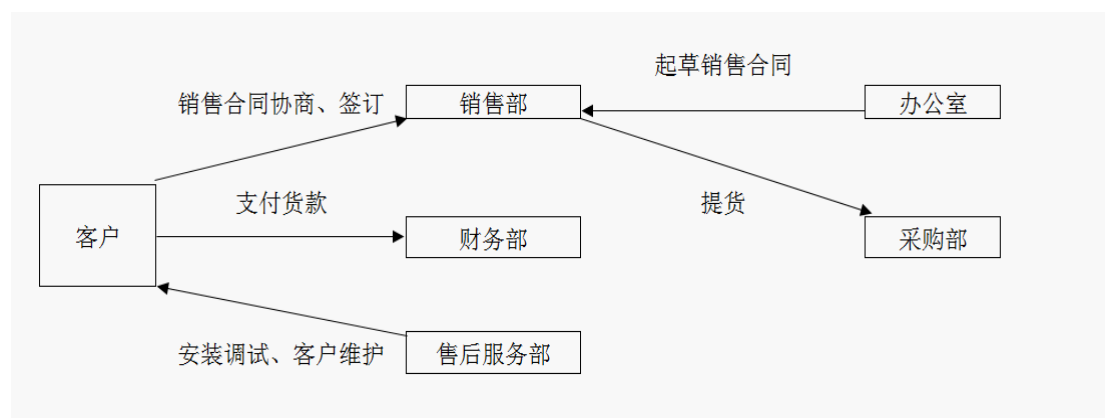 起草销售合同
销售合同协商、签订
销售部
办公室
支付货款
提货
客户
财务部
采购部
安装调试、客户维护
售后服务部